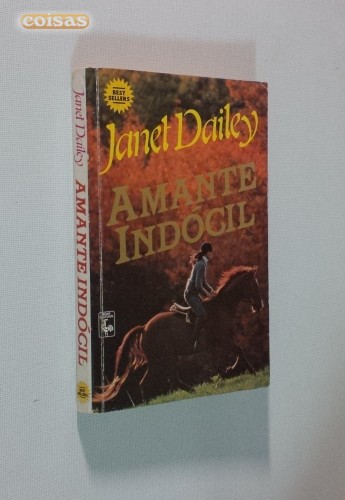 coisas
BEST
SELLERS
Janet Dailey
AMANTE
INDÓCIL
Janet Dailey AMANTE INDÓCIL